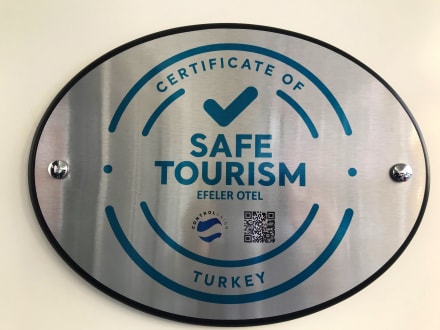 CERTIFICATE OF
SAFE
TOURISM
EFELER OTEL
TURKEY